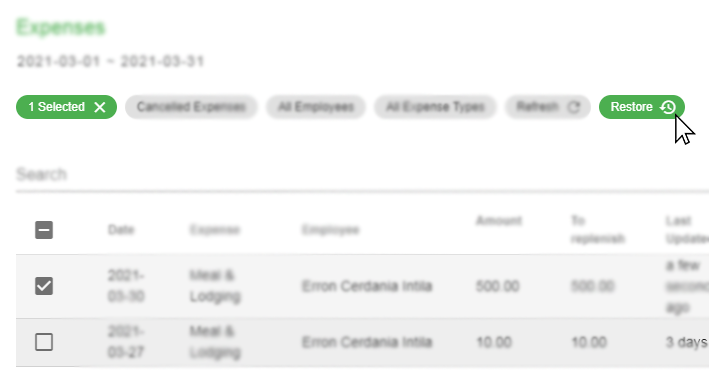 Expenses
2021-03-01 ~ 2021-03-31
1 Selected Cancelled Expenses All Employees All Expense Types Refresh Restore
Search
Date Expense Employee Amount To replenish Last Update
2021-03-30 Meal & Lodging Erron Cerdania Intila 500.00 500.00 a few seconds ago
2021-03-27 Meal & Lodging Erron Cerdania Intila 10.00 10.00 3 days